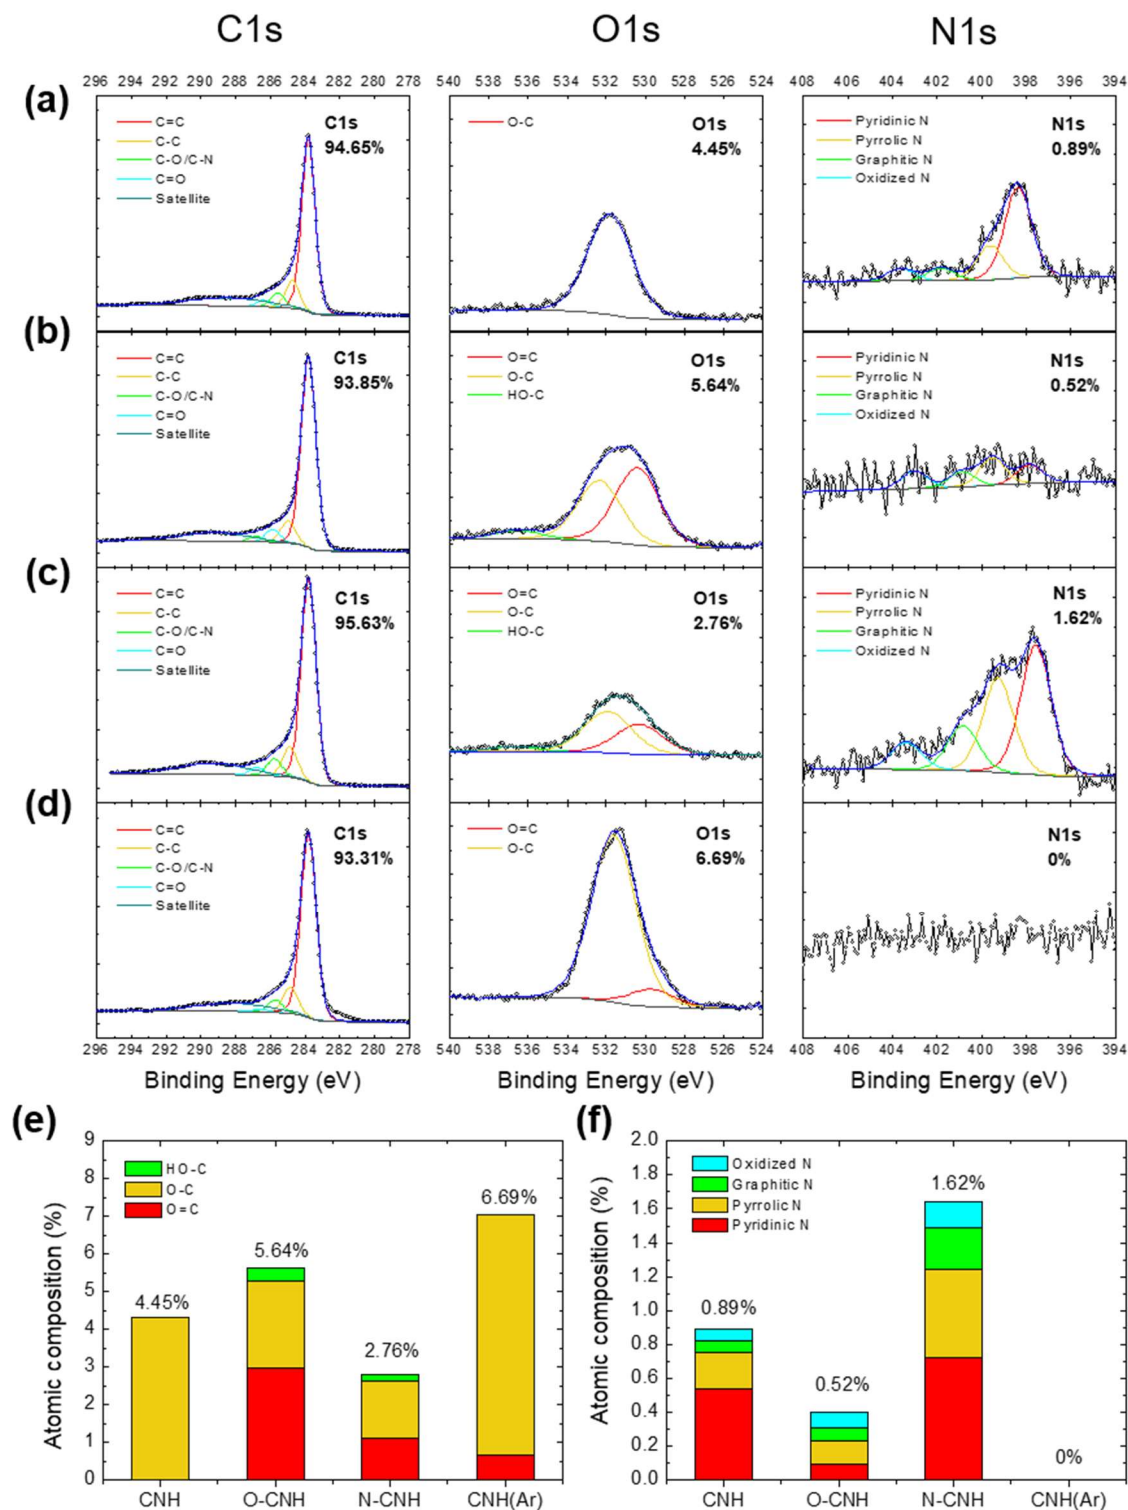 C1s O1s N1s
296 294 292 290 288 286 284 282 280 278
540 538 536 534 532 530 528 526 524
408 406 404 402 400 398 396 394
(a)
C=C
C-C
C-O/C-N
C=O
Satellite
C1s
94.65%
O-C
O1s
4.45%
Pyridinic N
Pyrrolic N
Graphitic N
Oxidized N
N1s
0.89%
(b)
C=C
C-C
C-O/C-N
C=O
Satellite
C1s
93.85%
O=C
O-C
HO-C
O1s
5.64%
Pyridinic N
Pyrrolic N
Graphitic N
Oxidized N
N1s
0.52%
(c)
C=C
C-C
C-O/C-N
C=O
Satellite
C1s
95.63%
O=C
O-C
HO-C
O1s
2.76%
Pyridinic N
Pyrrolic N
Graphitic N
Oxidized N
N1s
1.62%
(d)
C=C
C-C
C-O/C-N
C=O
Satellite
C1s
93.31%
O=C
O-C
O1s
6.69%
N1s
0%
296 294 292 290 288 286 284 282 280 278
540 538 536 534 532 530 528 526 524
408 406 404 402 400 398 396 394
Binding Energy (eV) Binding Energy (eV) Binding Energy (eV)
(e)
Atomic composition (%)
9
8
7
6
5
4
3
2
1
0
HO-C
O-C
O=C
4.45%
5.64%
2.76%
6.69%
CNH O-CNH N-CNH CNH(Ar)
(f)
Atomic composition (%)
2.0
1.8
1.6
1.4
1.2
1.0
0.8
0.6
0.4
0.2
0.0
Oxidized N
Graphitic N
Pyrrolic N
Pyridinic N
0.89%
0.52%
1.62%
0%
CNH O-CNH N-CNH CNH(Ar)